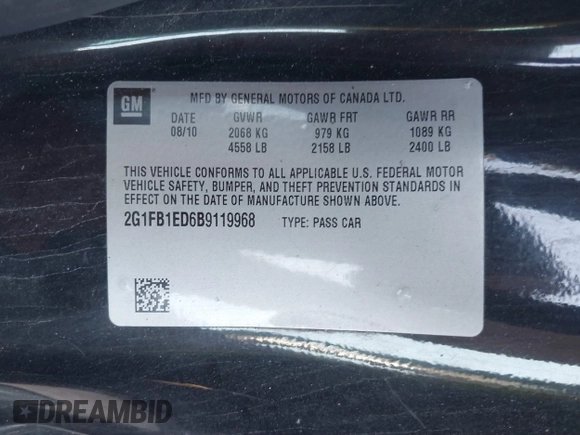 GM
MFD BY GENERAL MOTORS OF CANADA LTD.
DATE GVWR GAWR FRT GAWR RR
08/10 2068 KG 979 KG 1089 KG
4558 LB 2158 LB 2400 LB
THIS VEHICLE CONFORMS TO ALL APPLICABLE U.S. FEDERAL MOTOR
VEHICLE SAFETY, BUMPER, AND THEFT PREVENTION STANDARDS IN
EFFECT ON THE DATE OF MANUFACTURE SHOWN ABOVE.
2G1FB1ED6B9119968 TYPE: PASS CAR
DREAMBID